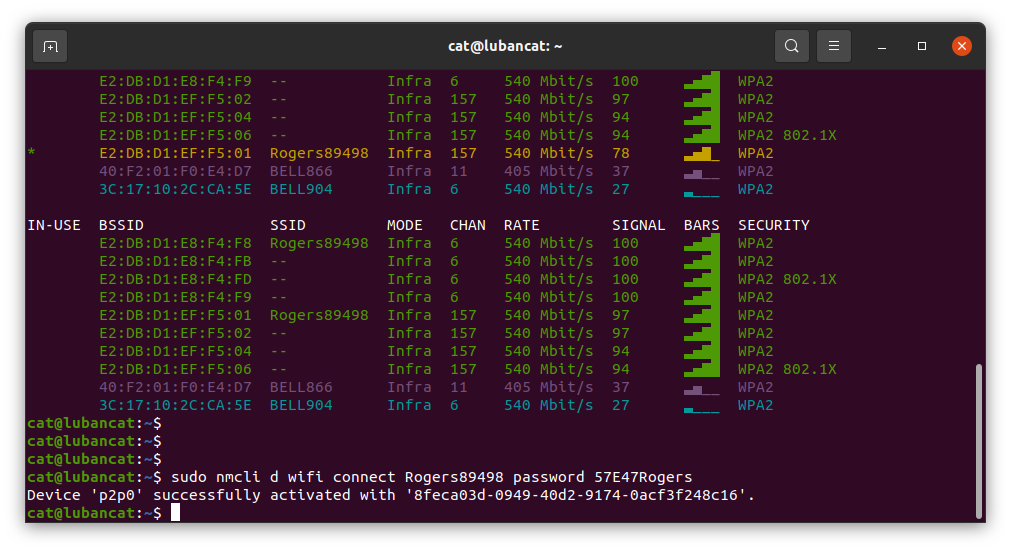 cat@lubancat: ~
E2:DB:D1:E8:F4:F9 -- Infra 6 540 Mbit/s 100 WPA2
E2:DB:D1:EF:F5:02 -- Infra 157 540 Mbit/s 97 WPA2
E2:DB:D1:EF:F5:04 -- Infra 157 540 Mbit/s 94 WPA2
E2:DB:D1:EF:F5:06 -- Infra 157 540 Mbit/s 94 WPA2 802.1X
* E2:DB:D1:EF:F5:01 Rogers89498 Infra 157 540 Mbit/s 78 WPA2
40:F2:01:F0:E4:D7 BELL866 Infra 11 405 Mbit/s 37 WPA2
3C:17:10:2C:CA:5E BELL904 Infra 6 540 Mbit/s 27 WPA2
IN-USE BSSID SSID MODE CHAN RATE SIGNAL BARS SECURITY
E2:DB:D1:E8:F4:F8 Rogers89498 Infra 6 540 Mbit/s 100 WPA2
E2:DB:D1:E8:F4:FB -- Infra 6 540 Mbit/s 100 WPA2
E2:DB:D1:E8:F4:FD -- Infra 6 540 Mbit/s 100 WPA2 802.1X
E2:DB:D1:E8:F4:F9 -- Infra 6 540 Mbit/s 100 WPA2
E2:DB:D1:EF:F5:01 Rogers89498 Infra 157 540 Mbit/s 97 WPA2
E2:DB:D1:EF:F5:02 -- Infra 157 540 Mbit/s 97 WPA2
E2:DB:D1:EF:F5:04 -- Infra 157 540 Mbit/s 94 WPA2
E2:DB:D1:EF:F5:06 -- Infra 157 540 Mbit/s 94 WPA2 802.1X
40:F2:01:F0:E4:D7 BELL866 Infra 11 405 Mbit/s 37 WPA2
3C:17:10:2C:CA:5E BELL904 Infra 6 540 Mbit/s 27 WPA2
cat@lubancat:~$
cat@lubancat:~$
cat@lubancat:~$
cat@lubancat:~$ sudo nmcli d wifi connect Rogers89498 password 57E47Rogers
Device 'p2p0' successfully activated with '8feca03d-0949-40d2-9174-0acf3f248c16'.
cat@lubancat:~$